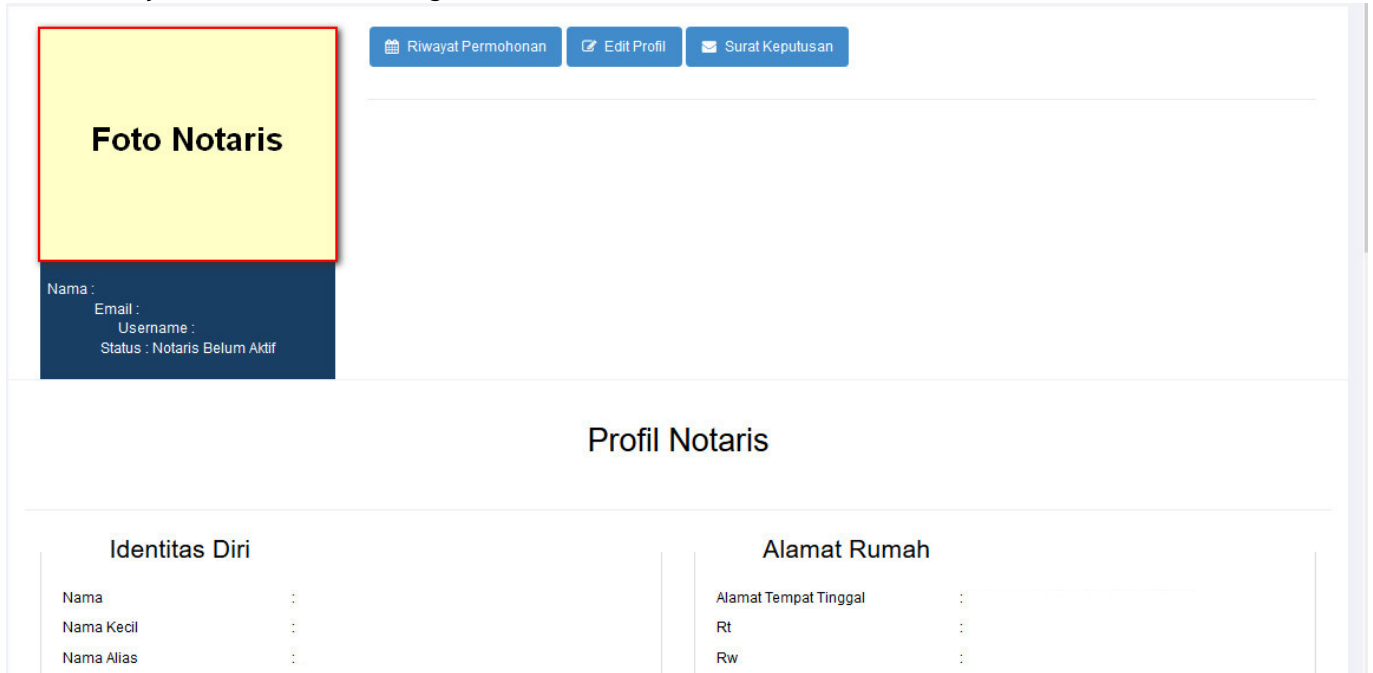 Riwayat Permohonan
Edit Profil
Surat Keputusan
Foto Notaris
Nama :
Email :
Username :
Status : Notaris Belum Aktif
Profil Notaris
Identitas Diri
Nama :
Nama Kecil :
Nama Alias :
Alamat Rumah
Alamat Tempat Tinggal :
Rt :
Rw :